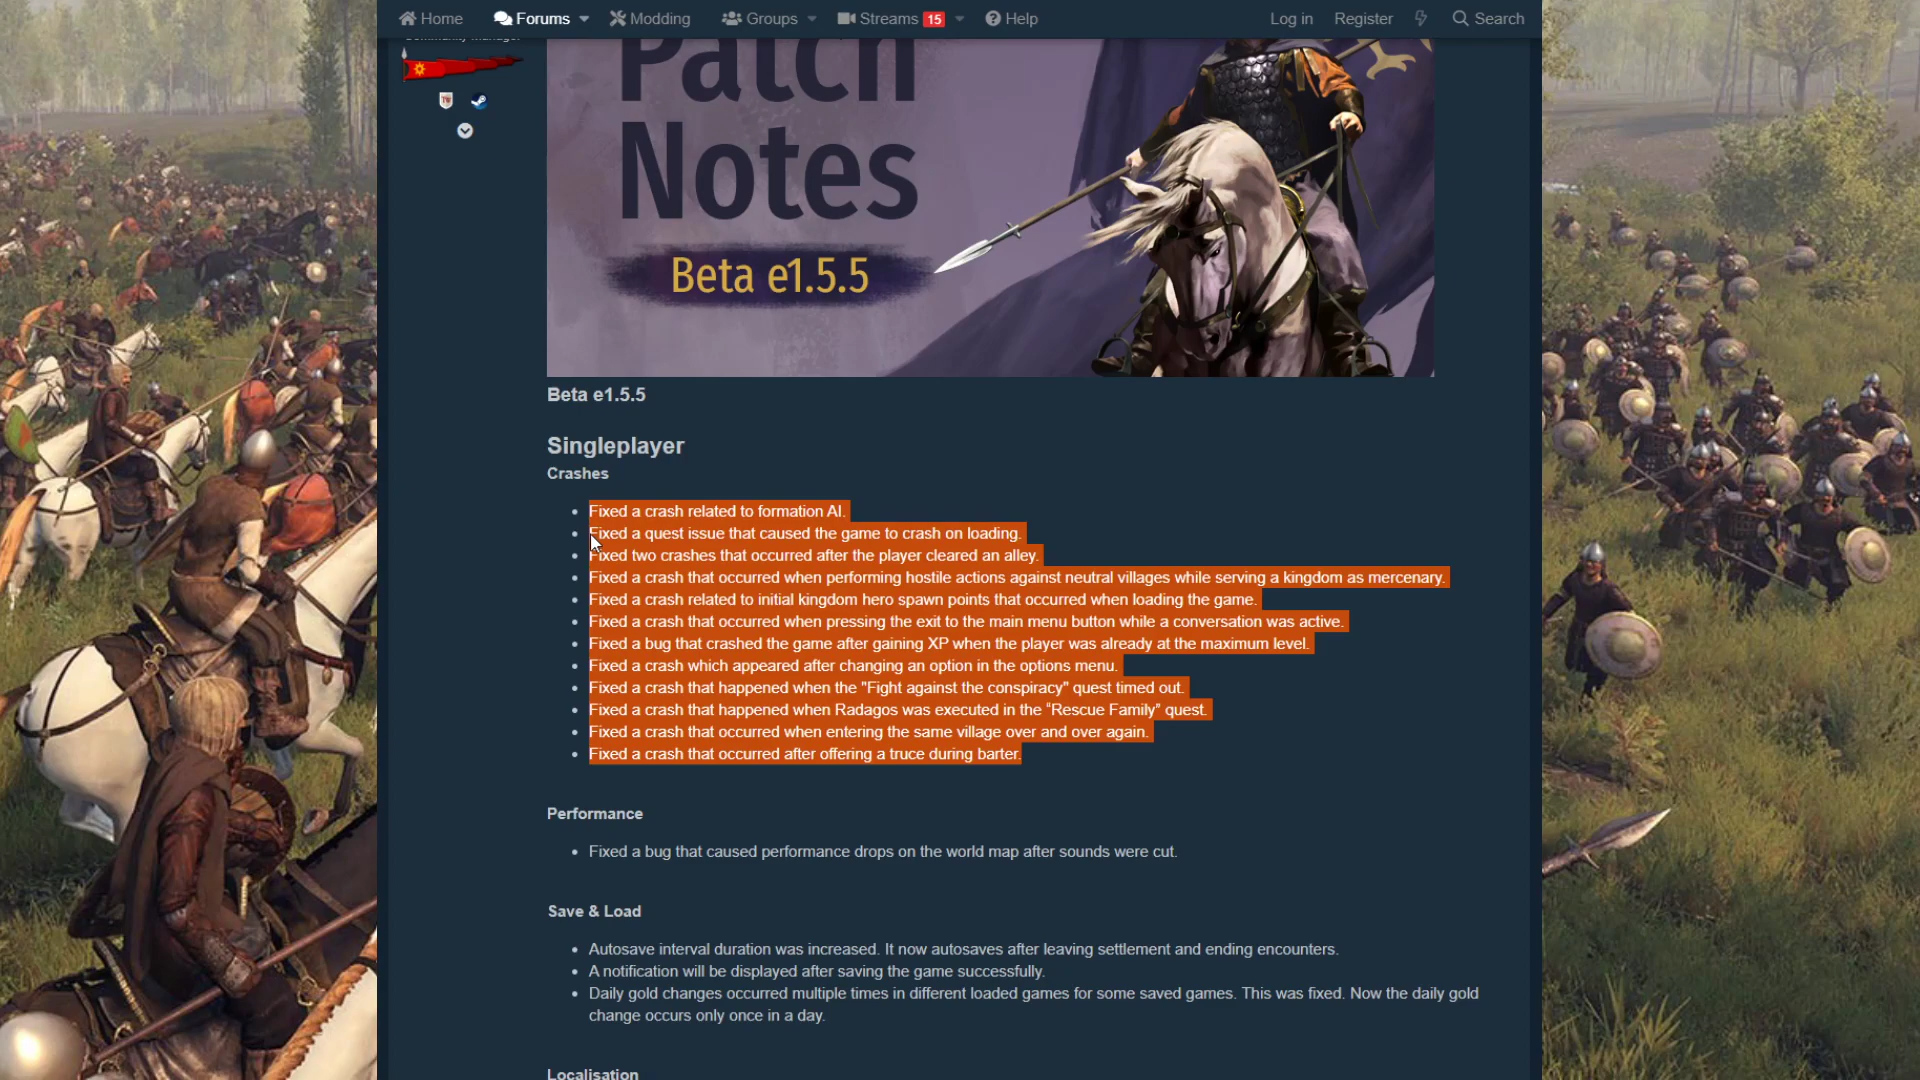 Home
Forums
Modding
Groups
Streams 15
Help
Log in
Register
Search
Community Manager
Patch
Notes
Beta e1.5.5
Beta e1.5.5
Singleplayer
Crashes
Fixed a crash related to formation AI.
Fixed a quest issue that caused the game to crash on loading.
Fixed two crashes that occurred after the player cleared an alley.
Fixed a crash that occurred when performing hostile actions against neutral villages while serving a kingdom as mercenary.
Fixed a crash related to initial kingdom hero spawn points that occurred when loading the game.
Fixed a crash that occurred when pressing the exit to the main menu button while a conversation was active.
Fixed a bug that crashed the game after gaining XP when the player was already at the maximum level.
Fixed a crash which appeared after changing an option in the options menu.
Fixed a crash that happened when the "Fight against the conspiracy" quest timed out.
Fixed a crash that happened when Radagos was executed in the “Rescue Family” quest.
Fixed a crash that occurred when entering the same village over and over again.
Fixed a crash that occurred after offering a truce during barter.
Performance
Fixed a bug that caused performance drops on the world map after sounds were cut.
Save & Load
Autosave interval duration was increased. It now autosaves after leaving settlement and ending encounters.
A notification will be displayed after saving the game successfully.
Daily gold changes occurred multiple times in different loaded games for some saved games. This was fixed. Now the daily gold
change occurs only once in a day.
Localisation